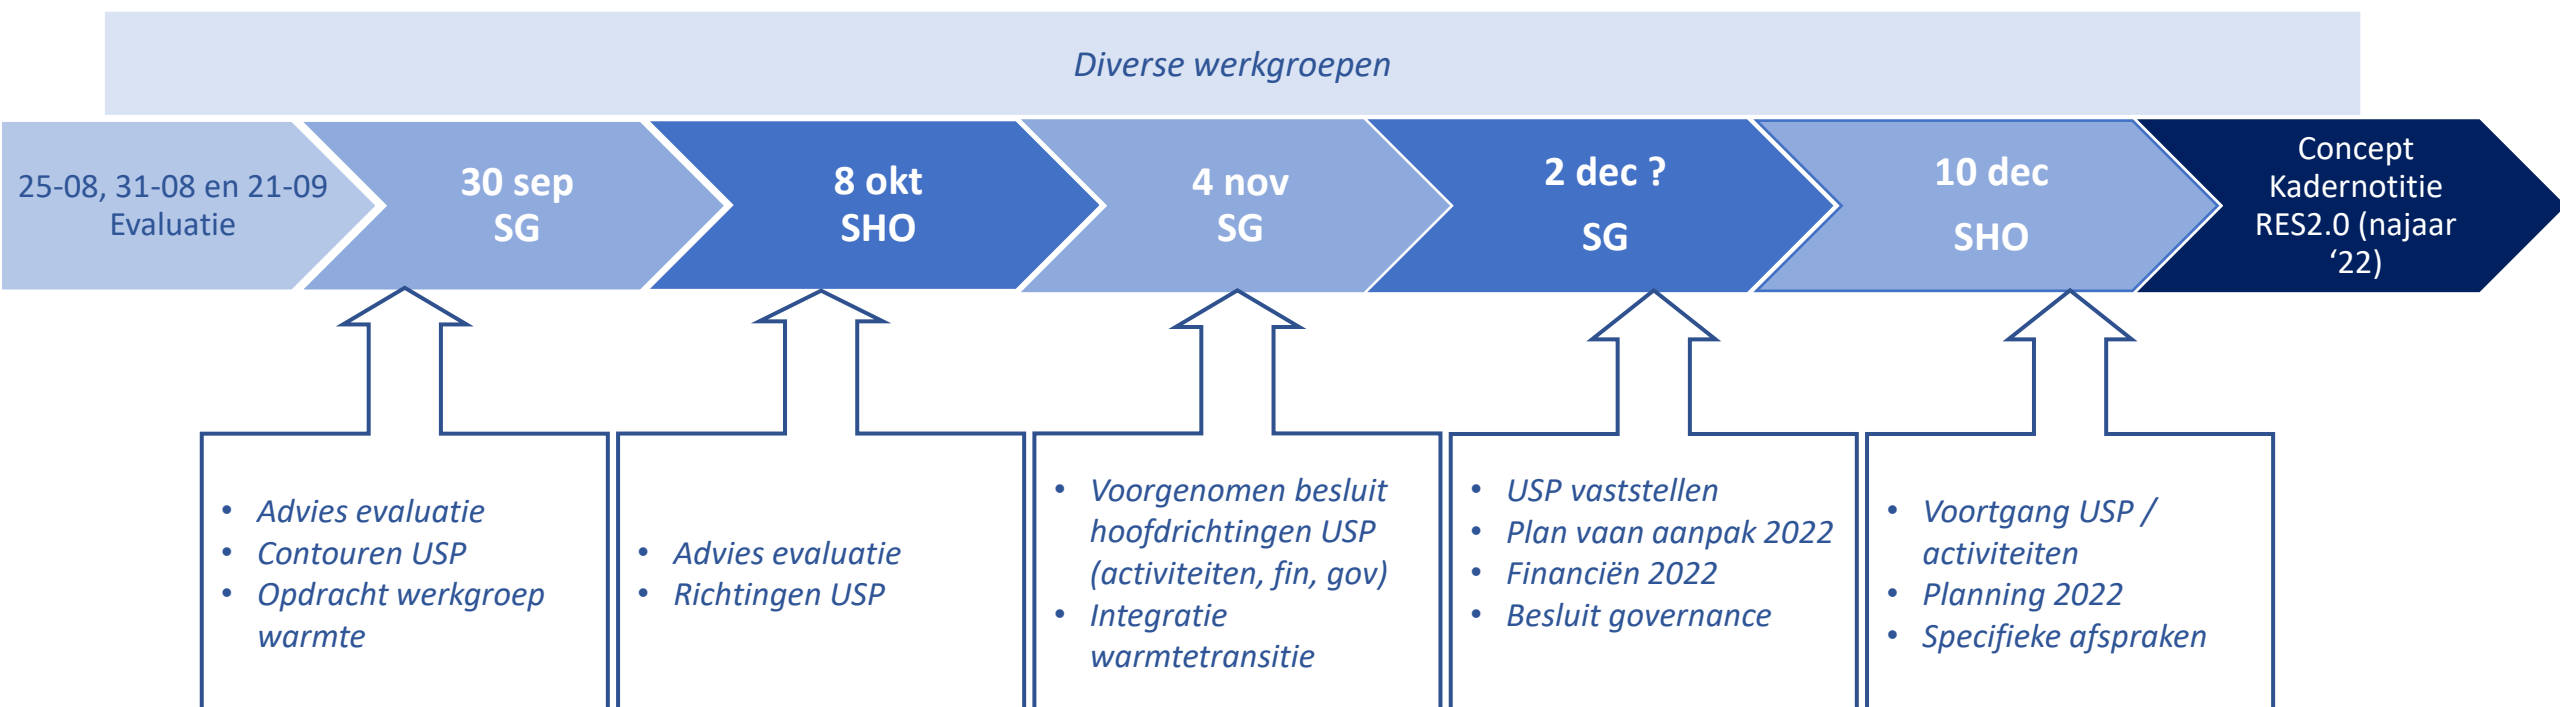 Diverse werkgroepen
25-08, 31-08 en 21-09
Evaluatie
30 sep
SG
8 okt
SHO
4 nov
SG
2 dec ?
SG
10 dec
SHO
Concept
Kadernotitie
RES2.0 (najaar
‘22)
• Advies evaluatie
• Contouren USP
• Opdracht werkgroep
warmte
• Advies evaluatie
• Richtingen USP
• Voorgenomen besluit
hoofdrichtingen USP
(activiteiten, fin, gov)
• Integratie
warmtetransitie
• USP vaststellen
• Plan vaan aanpak 2022
• Financiën 2022
• Besluit governance
• Voortgang USP /
activiteiten
• Planning 2022
• Specifieke afspraken